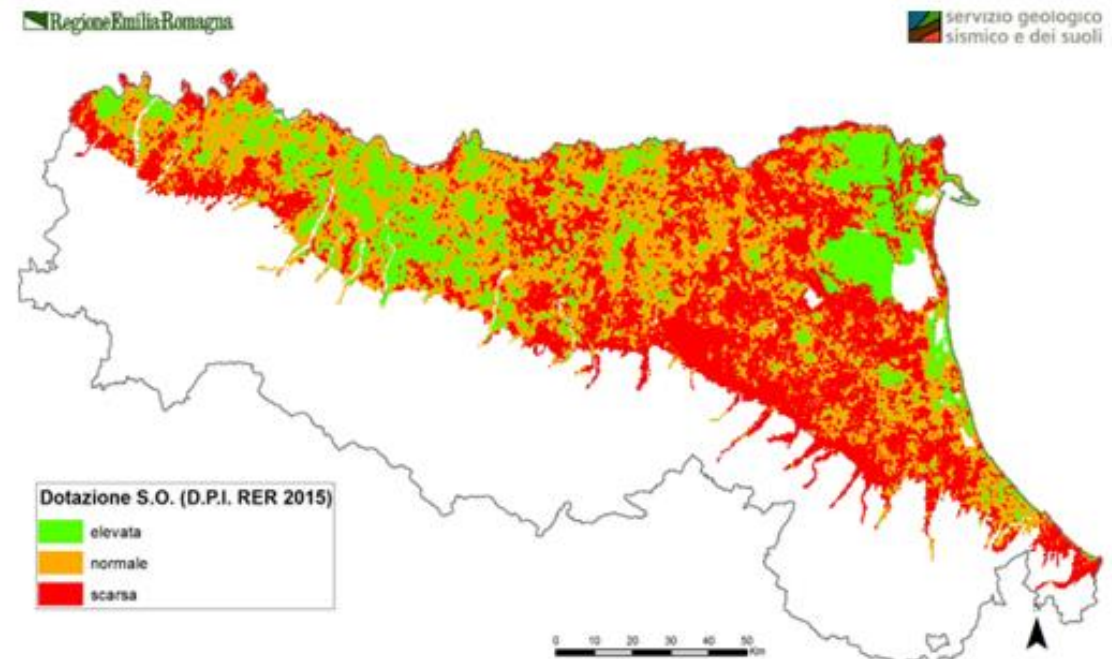 RegioneEmiliaRomagna
servizio geologico
sismico e dei suoli
Dotazione S.O. (D.P.I. RER 2015)
elevata
normale
scarsa
0 10 20 30 40 50
Km